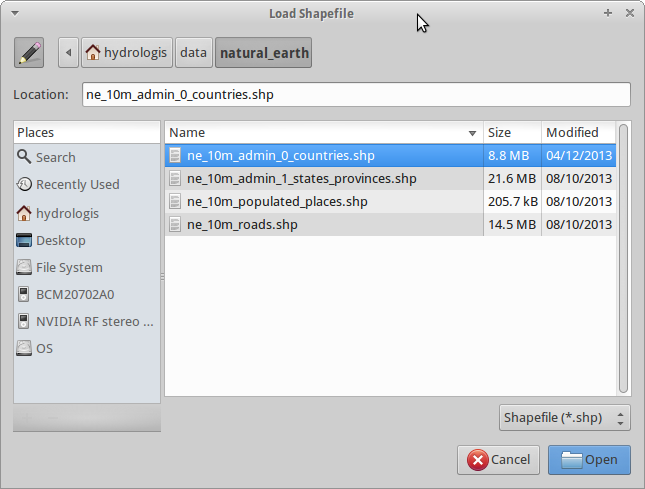 Load Shapefile
hydrologis data natural_earth
Location: ne_10m_admin_0_countries.shp
Places Name Size Modified
Search ne_10m_admin_0_countries.shp 8.8 MB 04/12/2013
Recently Used ne_10m_admin_1_states_provinces.shp 21.6 MB 08/10/2013
hydrologis ne_10m_populated_places.shp 205.7 kB 08/10/2013
Desktop ne_10m_roads.shp 14.5 MB 08/10/2013
File System
BCM20702A0
NVIDIA RF stereo ...
OS
Shapefile (*.shp)
Cancel Open